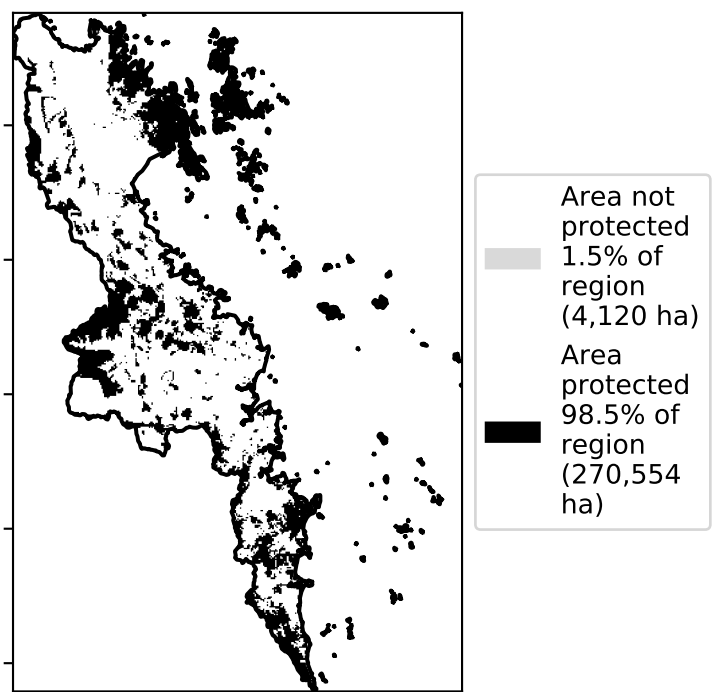 Area not
protected
1.5% of
region
(4,120 ha)
Area
protected
98.5% of
region
(270,554
ha)